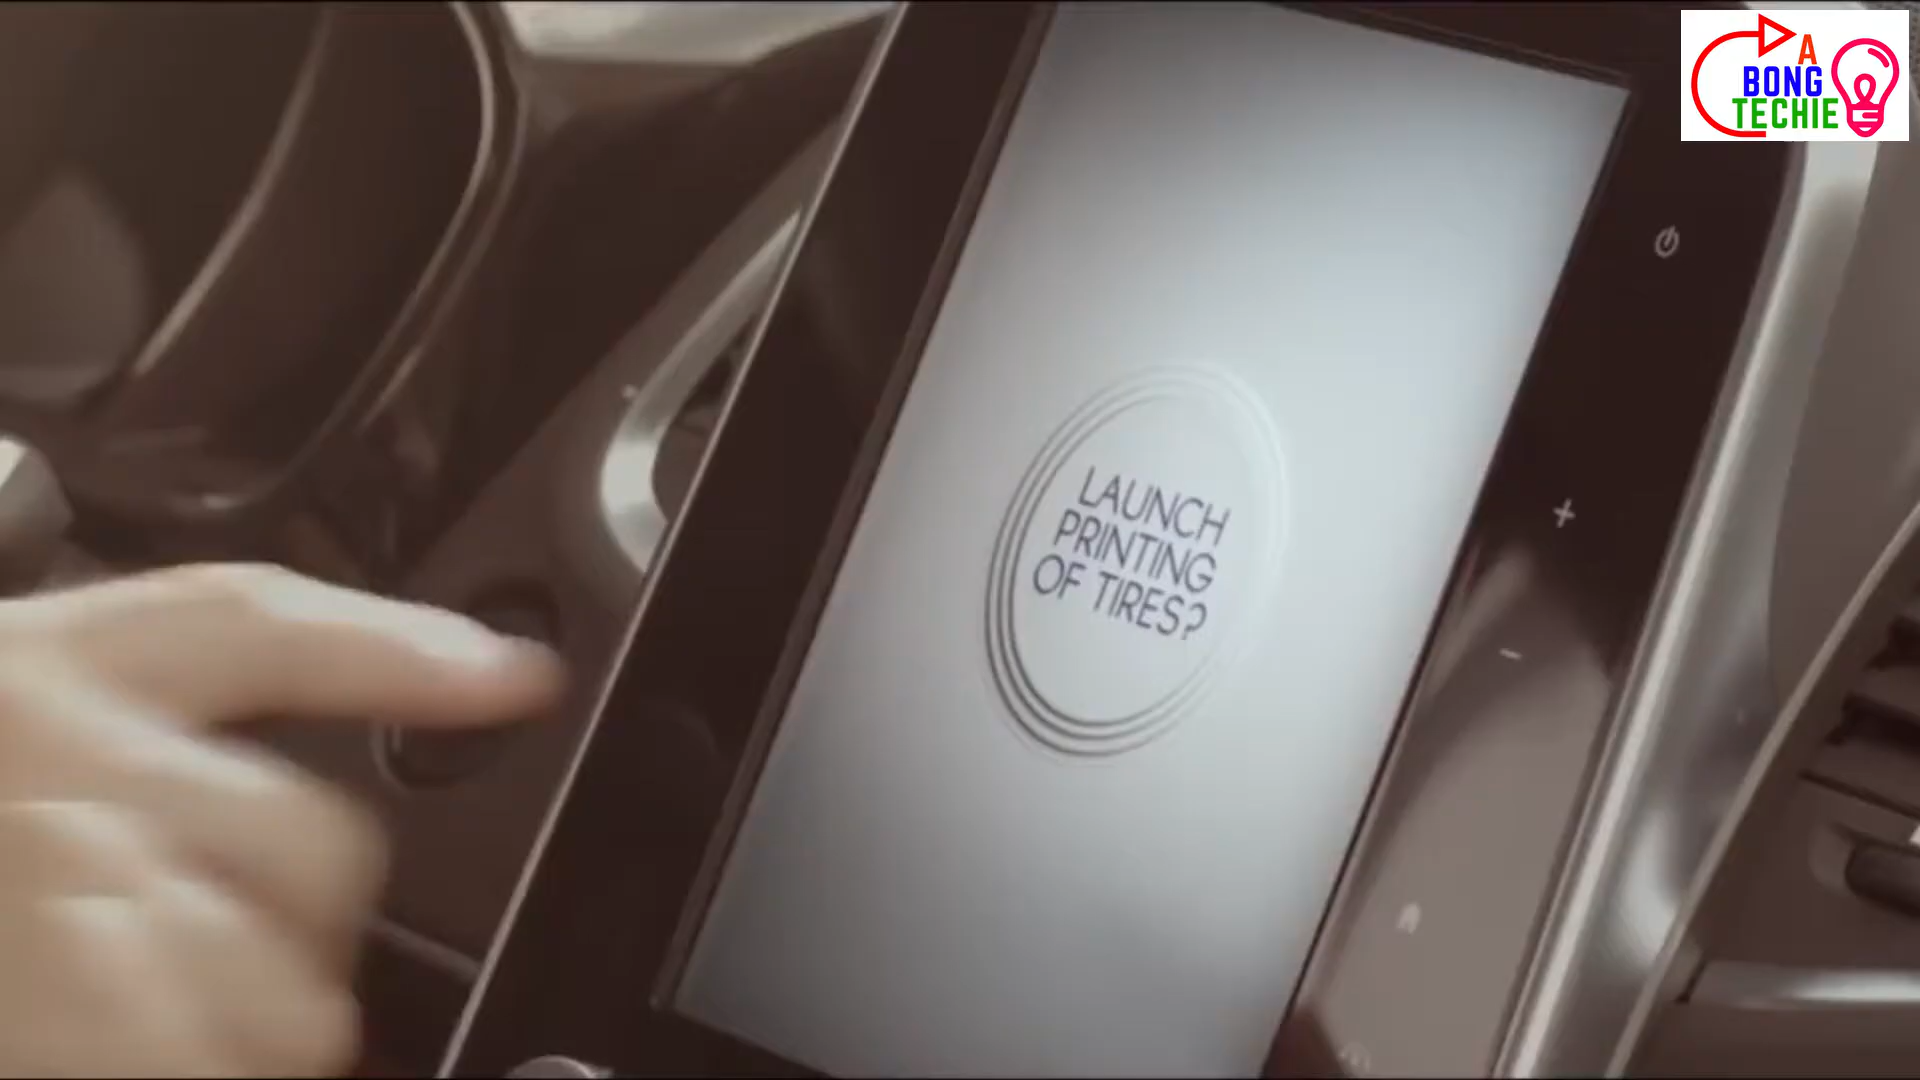 A
BONG
TECHIE
LAUNCH
PRINTING
OF TIRES?
+
-